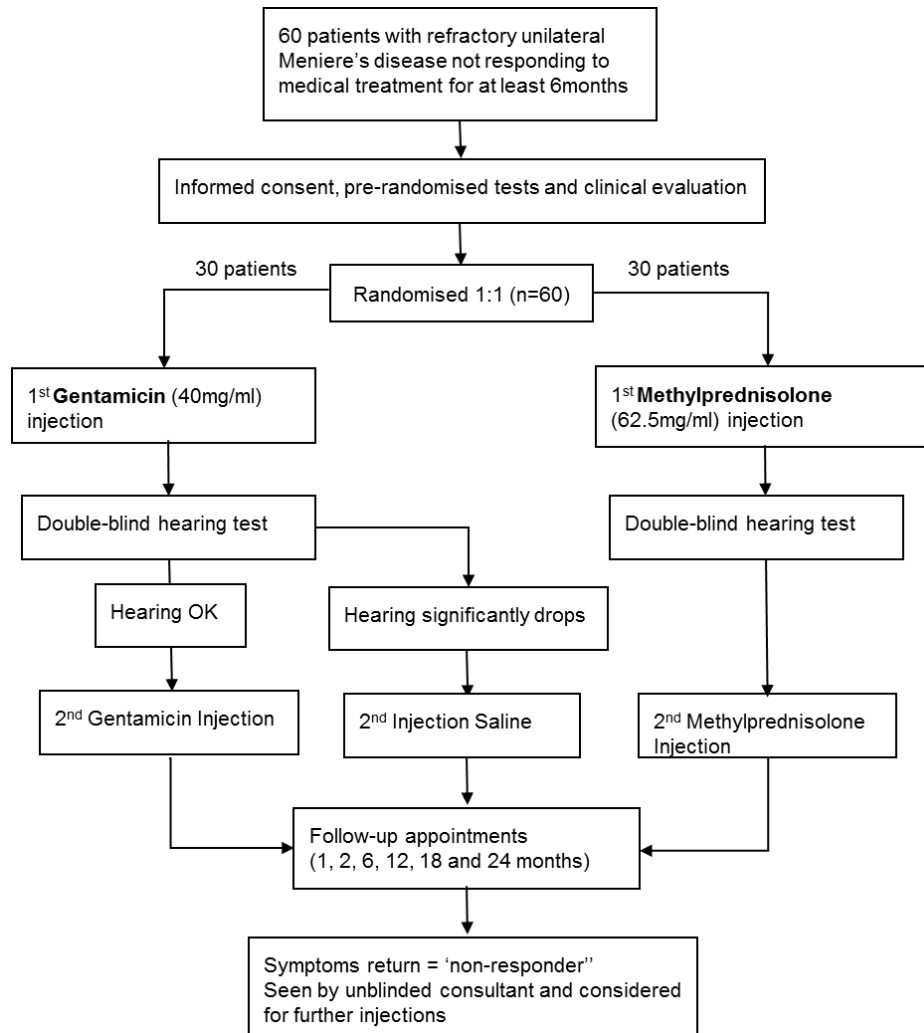 60 patients with refractory unilateral
Meniere’s disease not responding to
medical treatment for at least 6months
Informed consent, pre-randomised tests and clinical evaluation
30 patients
30 patients
Randomised 1:1 (n=60)
1st Gentamicin (40mg/ml)
injection
1st Methylprednisolone
(62.5mg/ml) injection
Double-blind hearing test
Double-blind hearing test
Hearing OK
Hearing significantly drops
2nd Gentamicin Injection
2nd Injection Saline
2nd Methylprednisolone
Injection
Follow-up appointments
(1, 2, 6, 12, 18 and 24 months)
Symptoms return = ‘non-responder’’
Seen by unblinded consultant and considered
for further injections